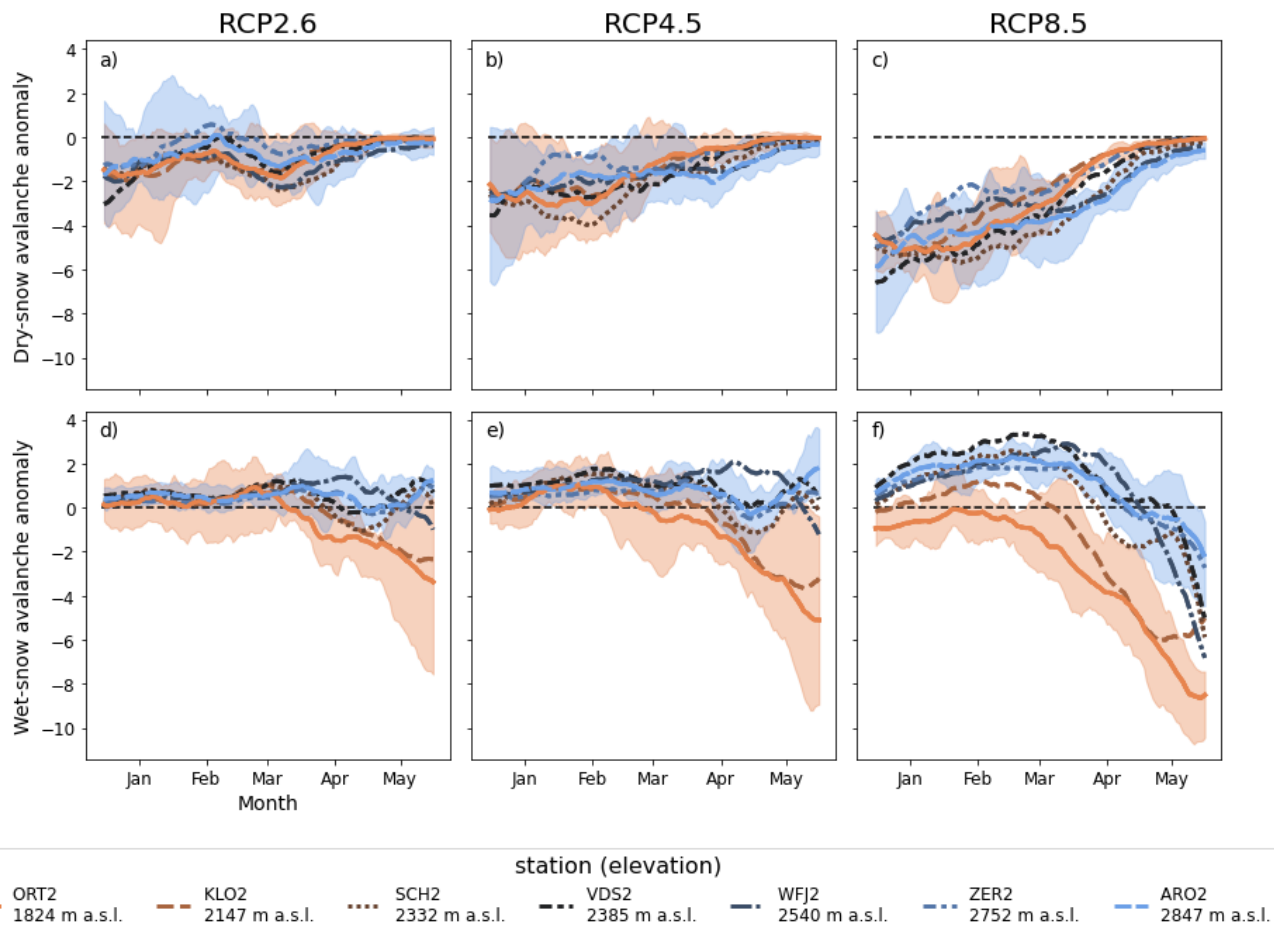 RCP2.6 RCP4.5 RCP8.5
Dry-snow avalanche anomaly
4
2
0
−2
−4
−6
−8
−10
a) b) c)
Wet-snow avalanche anomaly
4
2
0
−2
−4
−6
−8
−10
d) e) f)
Jan Feb Mar Apr May Jan Feb Mar Apr May Jan Feb Mar Apr May
Month
station (elevation)
ORT2 KLO2 SCH2 VDS2 WFJ2 ZER2 ARO2
1824 m a.s.l. 2147 m a.s.l. 2332 m a.s.l. 2385 m a.s.l. 2540 m a.s.l. 2752 m a.s.l. 2847 m a.s.l.